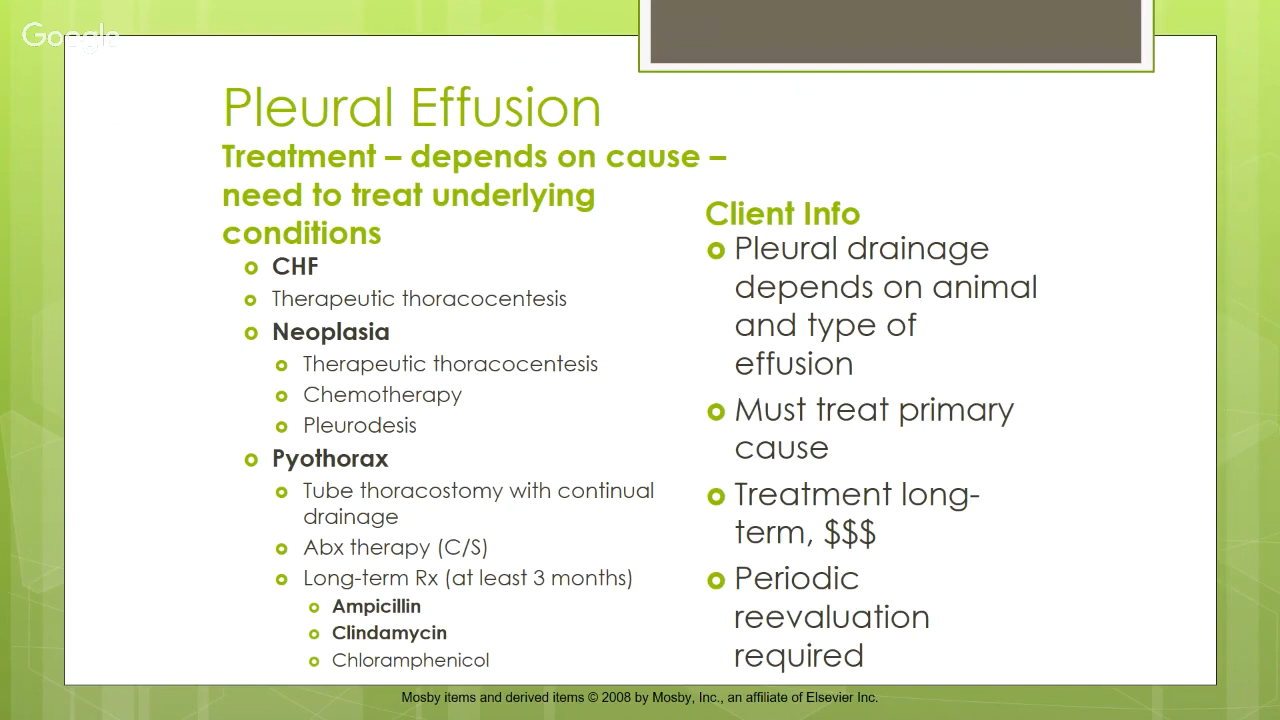 Google
Pleural Effusion
Treatment – depends on cause –
need to treat underlying
conditions
CHF
Therapeutic thoracocentesis
Neoplasia
Therapeutic thoracocentesis
Chemotherapy
Pleurodesis
Pyothorax
Tube thoracostomy with continual
drainage
Abx therapy (C/S)
Long-term Rx (at least 3 months)
Ampicillin
Clindamycin
Chloramphenicol
Client Info
Pleural drainage
depends on animal
and type of
effusion
Must treat primary
cause
Treatment long-
term, $$$
Periodic
reevaluation
required
Mosby items and derived items © 2008 by Mosby, Inc., an affiliate of Elsevier Inc.